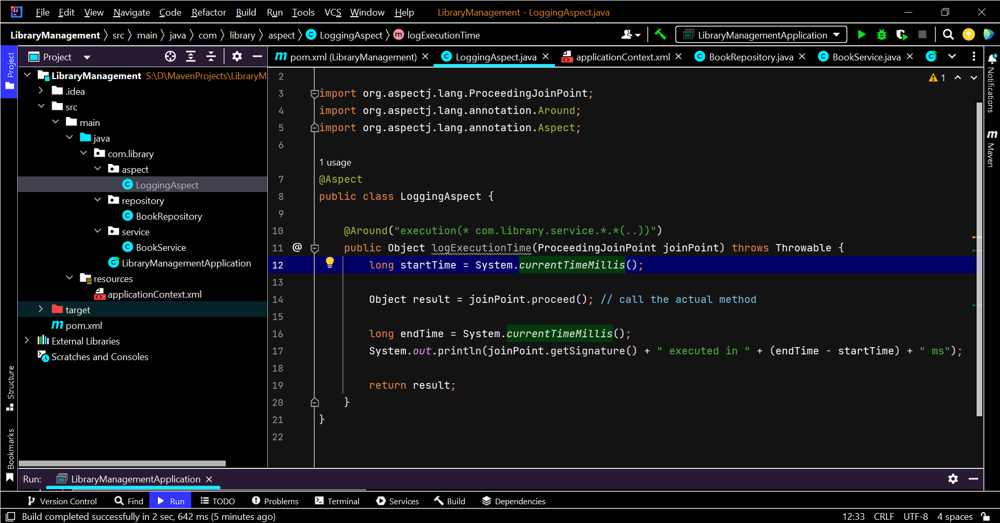 File Edit View Navigate Code Refactor Build Run Tools VCS Window Help LibraryManagement - LoggingAspect.java
LibraryManagement src main java com library aspect LoggingAspect logExecutionTime LibraryManagementApplication
Project
Project
pom.xml (LibraryManagement) LoggingAspect.java applicationContext.xml BookRepository.java BookService.java
LibraryManagement S:\D\MavenProjects\LibraryM
.idea
src
main
java
com.library
aspect
LoggingAspect
repository
BookRepository
service
BookService
LibraryManagementApplication
resources
applicationContext.xml
target
pom.xml
External Libraries
Scratches and Consoles
Structure
Bookmarks
1
2
3 import org.aspectj.lang.ProceedingJoinPoint;
4 import org.aspectj.lang.annotation.Around;
5 import org.aspectj.lang.annotation.Aspect;
6
1 usage
7 @Aspect
8 public class LoggingAspect {
9
10 @Around("execution(* com.library.service.*.*(..))")
11 public Object logExecutionTime(ProceedingJoinPoint joinPoint) throws Throwable {
12 long startTime = System.currentTimeMillis();
13
14 Object result = joinPoint.proceed(); // call the actual method
15
16 long endTime = System.currentTimeMillis();
17 System.out.println(joinPoint.getSignature() + " executed in " + (endTime - startTime) + " ms");
18
19 return result;
20 }
21 }
22
Notifications
Maven
Run: LibraryManagementApplication
Version Control Find Run TODO Problems Terminal Services Build Dependencies
Build completed successfully in 2 sec, 642 ms (5 minutes ago) 12:33 CRLF UTF-8 4 spaces